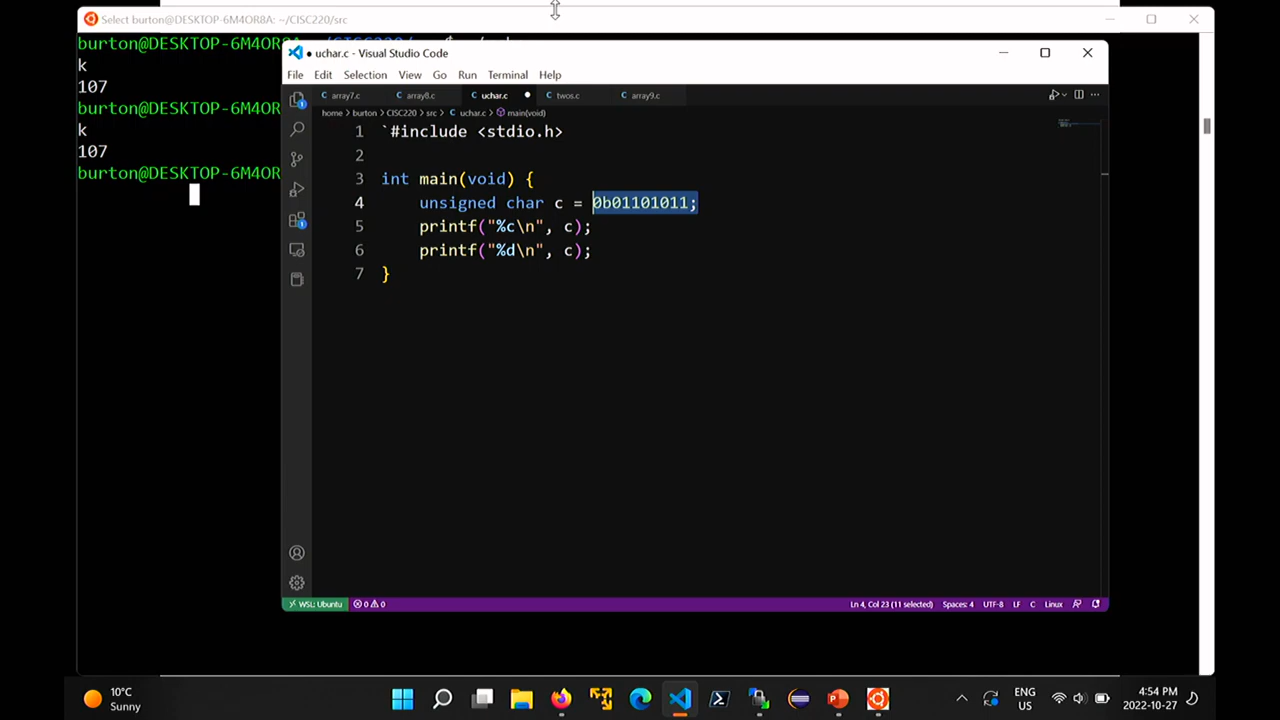 Select burton@DESKTOP-6M4OR8A: ~/CISC220/src
burton@DESKTOP-6M4OR8A
k
107
burton@DESKTOP-6M4OR
k
107
burton@DESKTOP-6M4OR
● uchar.c - Visual Studio Code
File Edit Selection View Go Run Terminal Help
C array7.c C array8.c C uchar.c ● C twos.c C array9.c
home > burton > CISC220 > src > C uchar.c > main(void)
1 `#include <stdio.h>
2
3 int main(void) {
4 unsigned char c = 0b01101011;
5 printf("%c\n", c);
6 printf("%d\n", c);
7 }
WSL: Ubuntu 0 0 Ln 4, Col 23 (11 selected) Spaces: 4 UTF-8 LF C Linux
10°C
Sunny
ENG
US
4:54 PM
2022-10-27